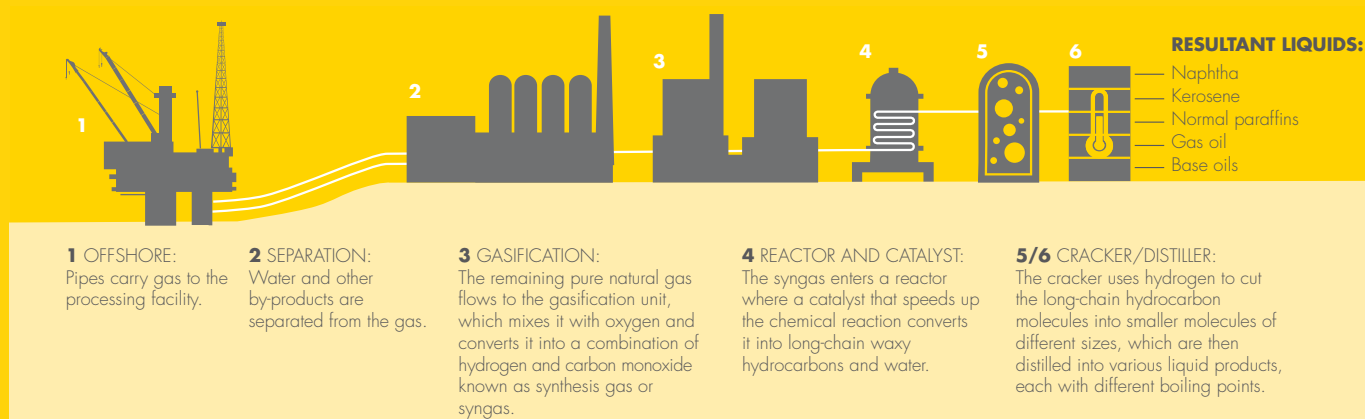 1
2
3
4
5
6
RESULTANT LIQUIDS:
Naphtha
Kerosene
Normal paraffins
Gas oil
Base oils
1 OFFSHORE:
Pipes carry gas to the
processing facility.
2 SEPARATION:
Water and other
by-products are
separated from the gas.
3 GASIFICATION:
The remaining pure natural gas
flows to the gasification unit,
which mixes it with oxygen and
converts it into a combination of
hydrogen and carbon monoxide
known as synthesis gas or
syngas.
4 REACTOR AND CATALYST:
The syngas enters a reactor
where a catalyst that speeds up
the chemical reaction converts
it into long-chain waxy
hydrocarbons and water.
5/6 CRACKER/DISTILLER:
The cracker uses hydrogen to cut
the long-chain hydrocarbon
molecules into smaller molecules of
different sizes, which are then
distilled into various liquid products,
each with different boiling points.